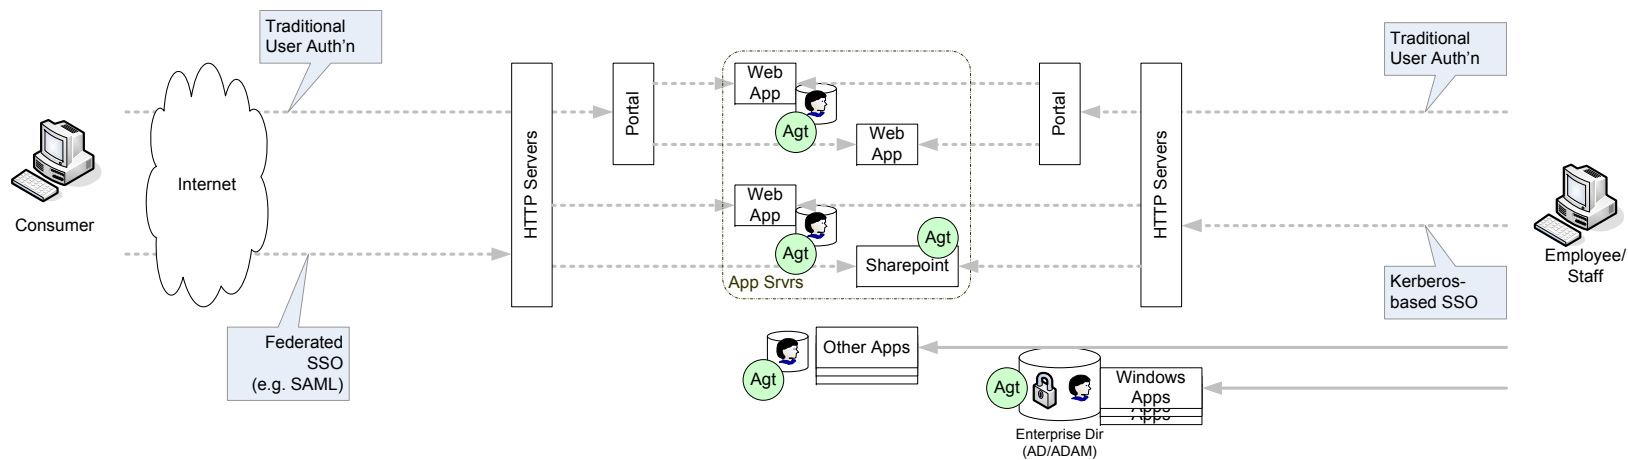 Traditional
User Auth'n
Traditional
User Auth'n
Web
App
Portal
Portal
Agt
Web
App
Internet
HTTP Servers
HTTP Servers
Consumer
Web
App
Agt
Agt
Sharepoint
App Srvrs
Employee/
Staff
Kerberos-
based SSO
Federated
SSO
(e.g. SAML)
Other Apps
Agt
Agt
Windows
Apps
Apps
Apps
Enterprise Dir
(AD/ADAM)